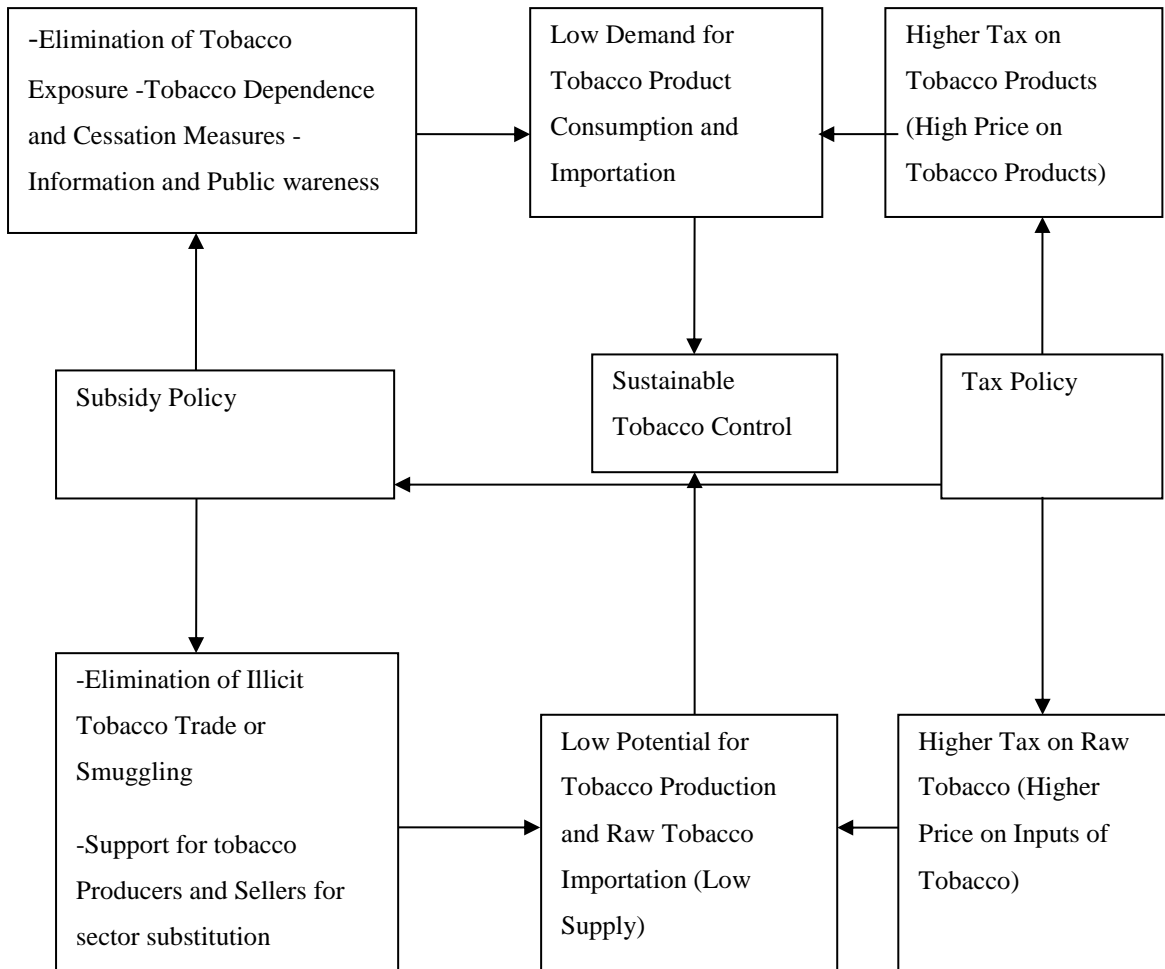 -Elimination of Tobacco
Exposure -Tobacco Dependence
and Cessation Measures -
Information and Public wareness
Low Demand for
Tobacco Product
Consumption and
Importation
Higher Tax on
Tobacco Products
(High Price on
Tobacco Products)
Subsidy Policy
Sustainable
Tobacco Control
Tax Policy
-Elimination of Illicit
Tobacco Trade or
Smuggling
-Support for tobacco
Producers and Sellers for
sector substitution
Low Potential for
Tobacco Production
and Raw Tobacco
Importation (Low
Supply)
Higher Tax on Raw
Tobacco (Higher
Price on Inputs of
Tobacco)